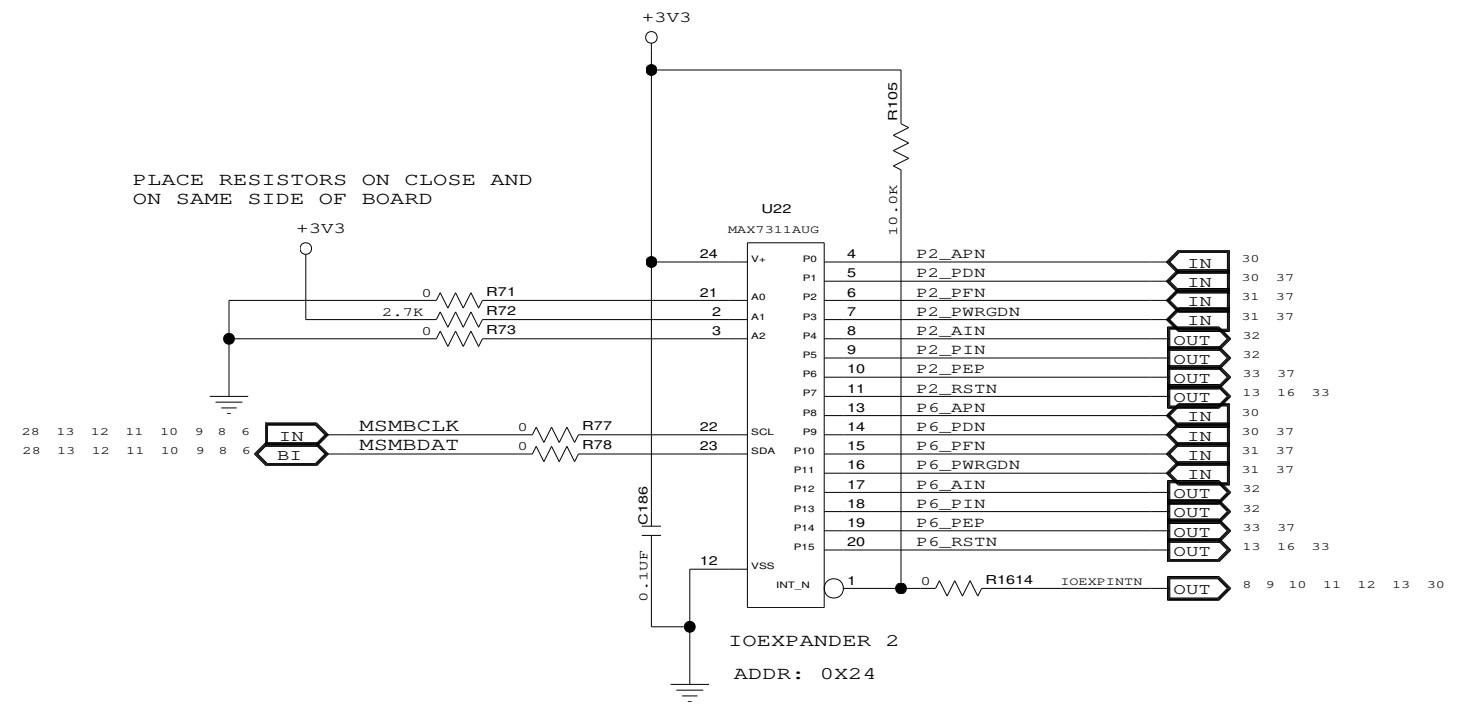 +3V3
R105
10.0K
PLACE RESISTORS ON CLOSE AND
ON SAME SIDE OF BOARD
+3V3
U22
MAX7311AUG
24 V+ P0 4 P2_APN IN 30
P1 5 P2_PDN IN 30 37
0 R71 21 A0 P2 6 P2_PFN IN 31 37
2.7K R72 2 A1 P3 7 P2_PWRGDN IN 31 37
0 R73 3 A2 P4 8 P2_AIN OUT 32
P5 9 P2_PIN OUT 32
P6 10 P2_PEP OUT 33 37
P7 11 P2_RSTN OUT 13 16 33
P8 13 P6_APN IN 30
28 13 12 11 10 9 8 6 IN MSMBCLK 0 R77 22 SCL P9 14 P6_PDN IN 30 37
28 13 12 11 10 9 8 6 BI MSMBDAT 0 R78 23 SDA P10 15 P6_PFN IN 31 37
P11 16 P6_PWRGDN IN 31 37
P12 17 P6_AIN OUT 32
P13 18 P6_PIN OUT 32
P14 19 P6_PEP OUT 33 37
P15 20 P6_RSTN OUT 13 16 33
C186
0.1UF
12 VSS
INT_N 1 0 R1614 IOEXPINTN OUT 8 9 10 11 12 13 30
IOEXPANDER 2
ADDR: 0X24